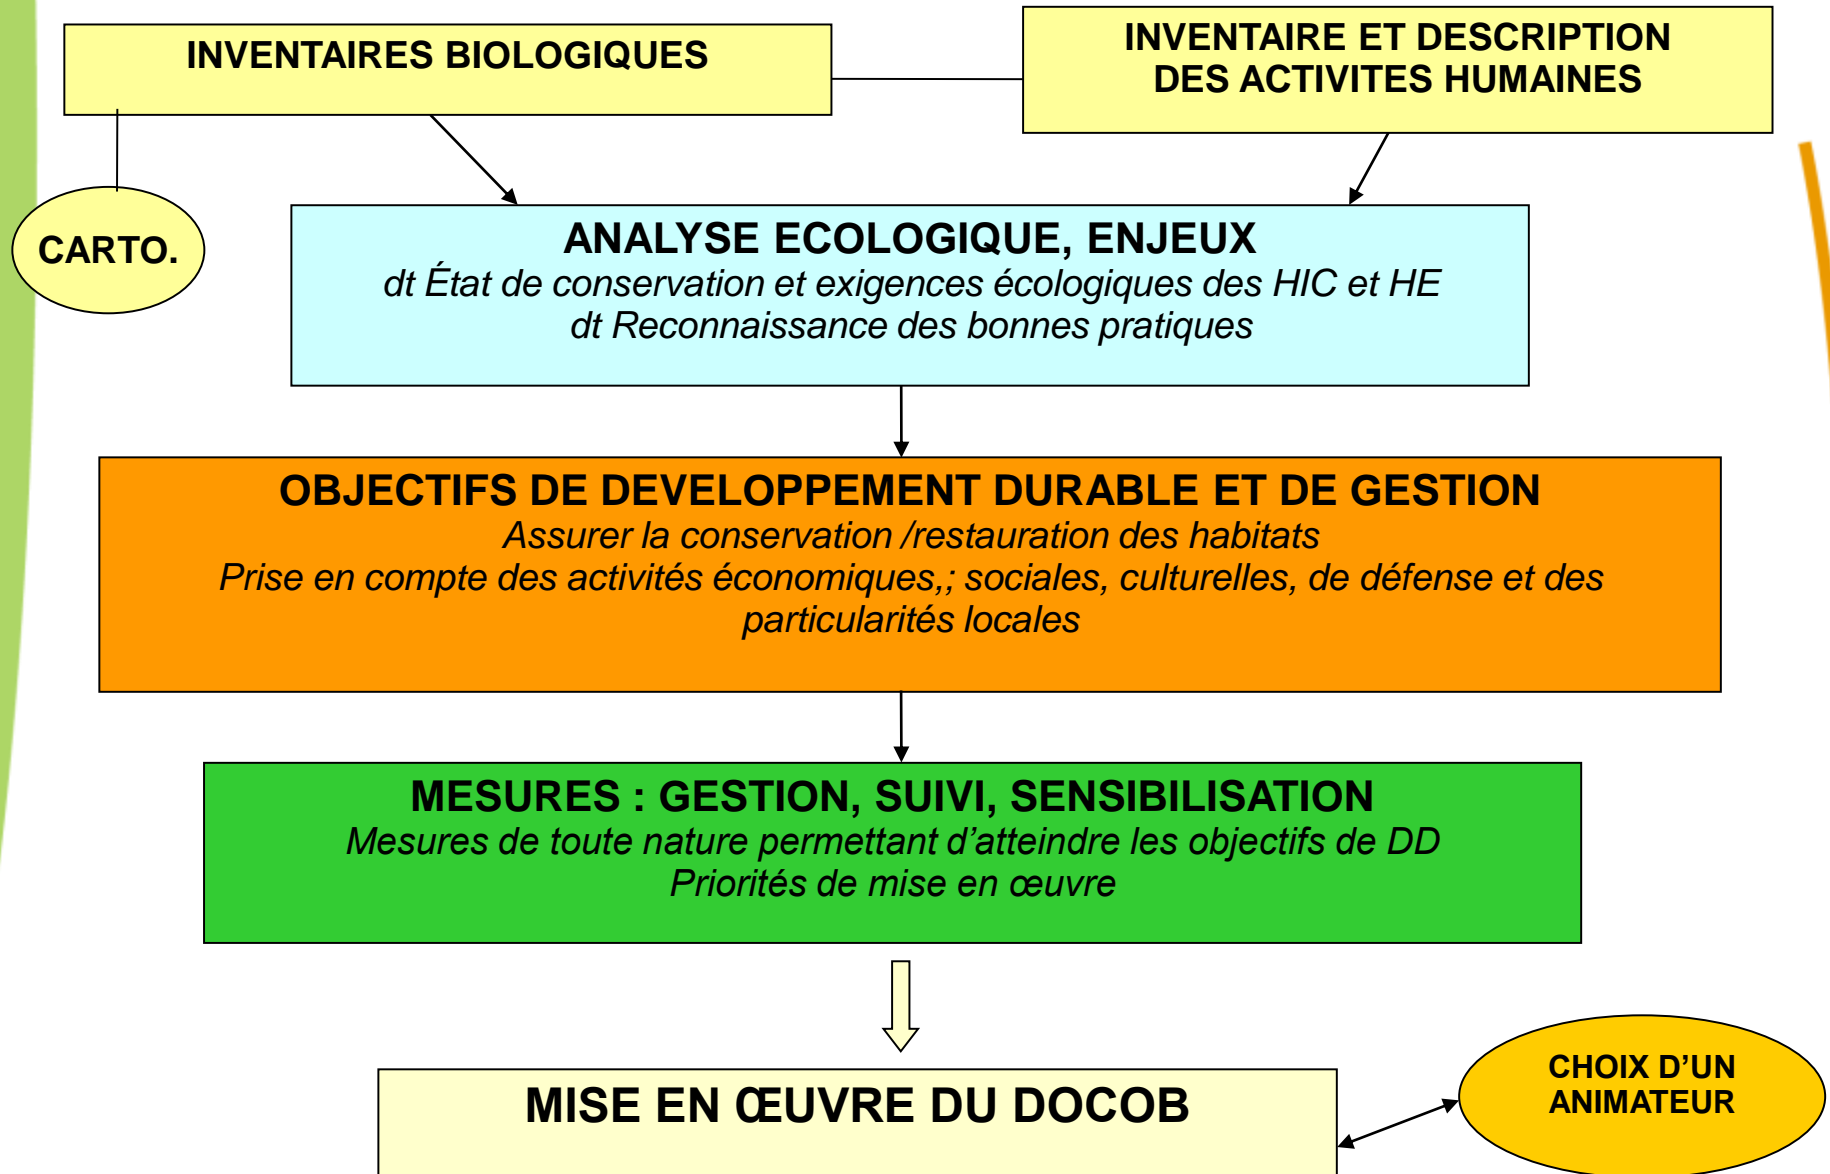 INVENTAIRES BIOLOGIQUES
INVENTAIRE ET DESCRIPTION
DES ACTIVITES HUMAINES
CARTO.
ANALYSE ECOLOGIQUE, ENJEUX
dt État de conservation et exigences écologiques des HIC et HE
dt Reconnaissance des bonnes pratiques
OBJECTIFS DE DEVELOPPEMENT DURABLE ET DE GESTION
Assurer la conservation /restauration des habitats
Prise en compte des activités économiques,; sociales, culturelles, de défense et des
particularités locales
MESURES : GESTION, SUIVI, SENSIBILISATION
Mesures de toute nature permettant d’atteindre les objectifs de DD
Priorités de mise en œuvre
MISE EN ŒUVRE DU DOCOB
CHOIX D’UN
ANIMATEUR